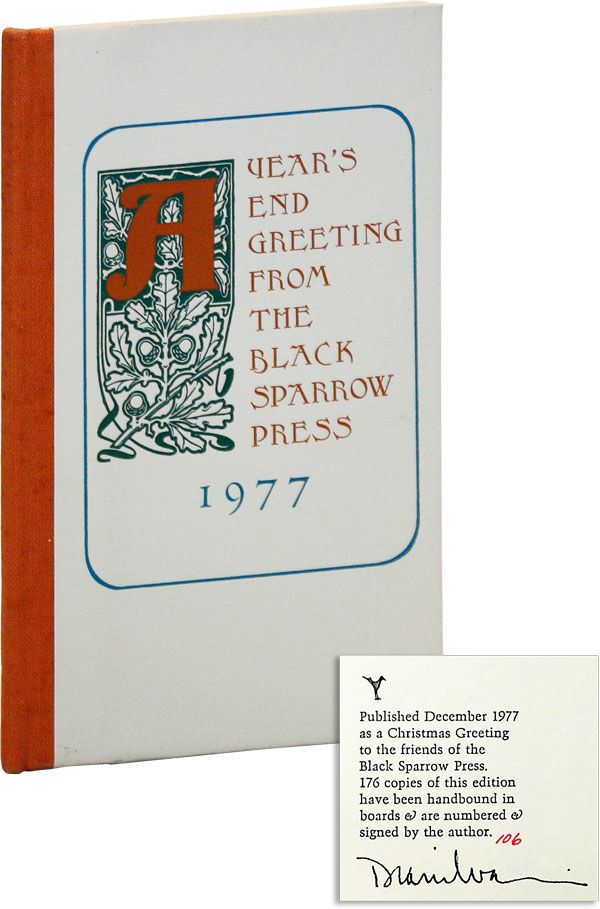 A YEAR'S
END
GREETING
FROM
THE
BLACK
SPARROW
PRESS
1977
Published December 1977
as a Christmas Greeting
to the friends of the
Black Sparrow Press.
176 copies of this edition
have been handbound in
boards & are numbered &
signed by the author. 106